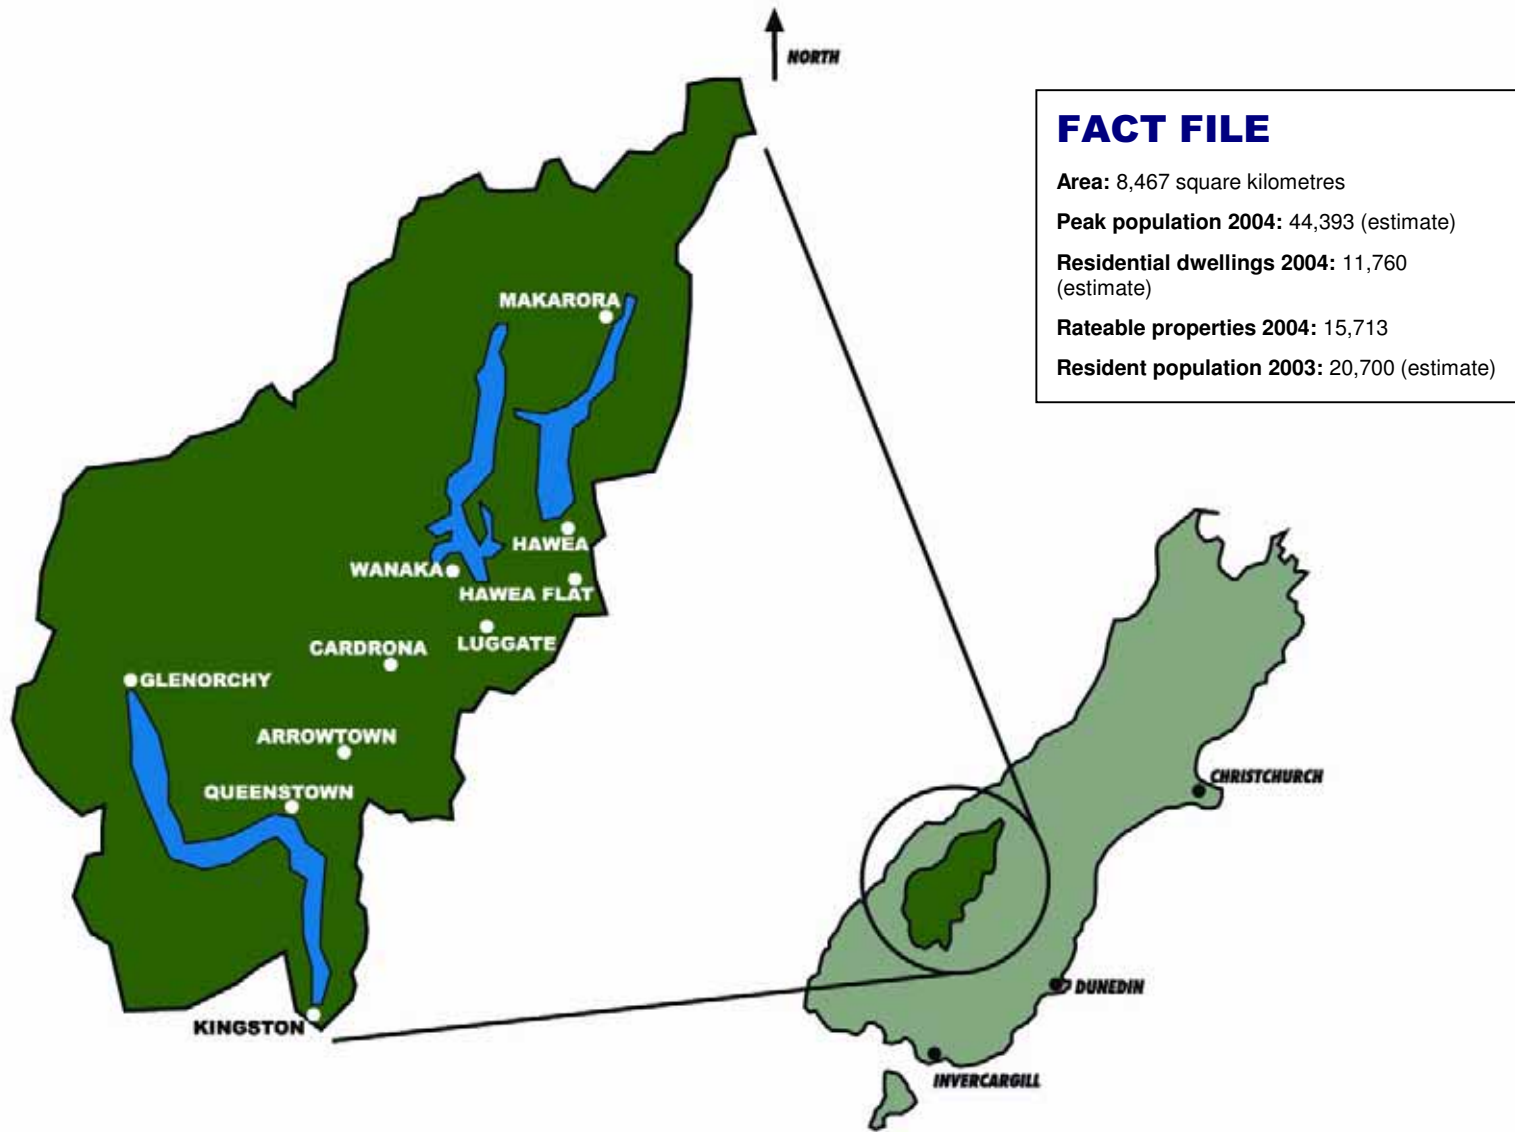 NORTH
FACT FILE
Area: 8,467 square kilometres
Peak population 2004: 44,393 (estimate)
Residential dwellings 2004: 11,760
(estimate)
Rateable properties 2004: 15,713
Resident population 2003: 20,700 (estimate)
MAKARORA
HAWEA
WANAKA
HAWEA FLAT
LUGGATE
CARDRONA
GLENORCHY
ARROWTOWN
QUEENSTOWN
KINGSTON
CHRISTCHURCH
DUNEDIN
INVERCARGILL